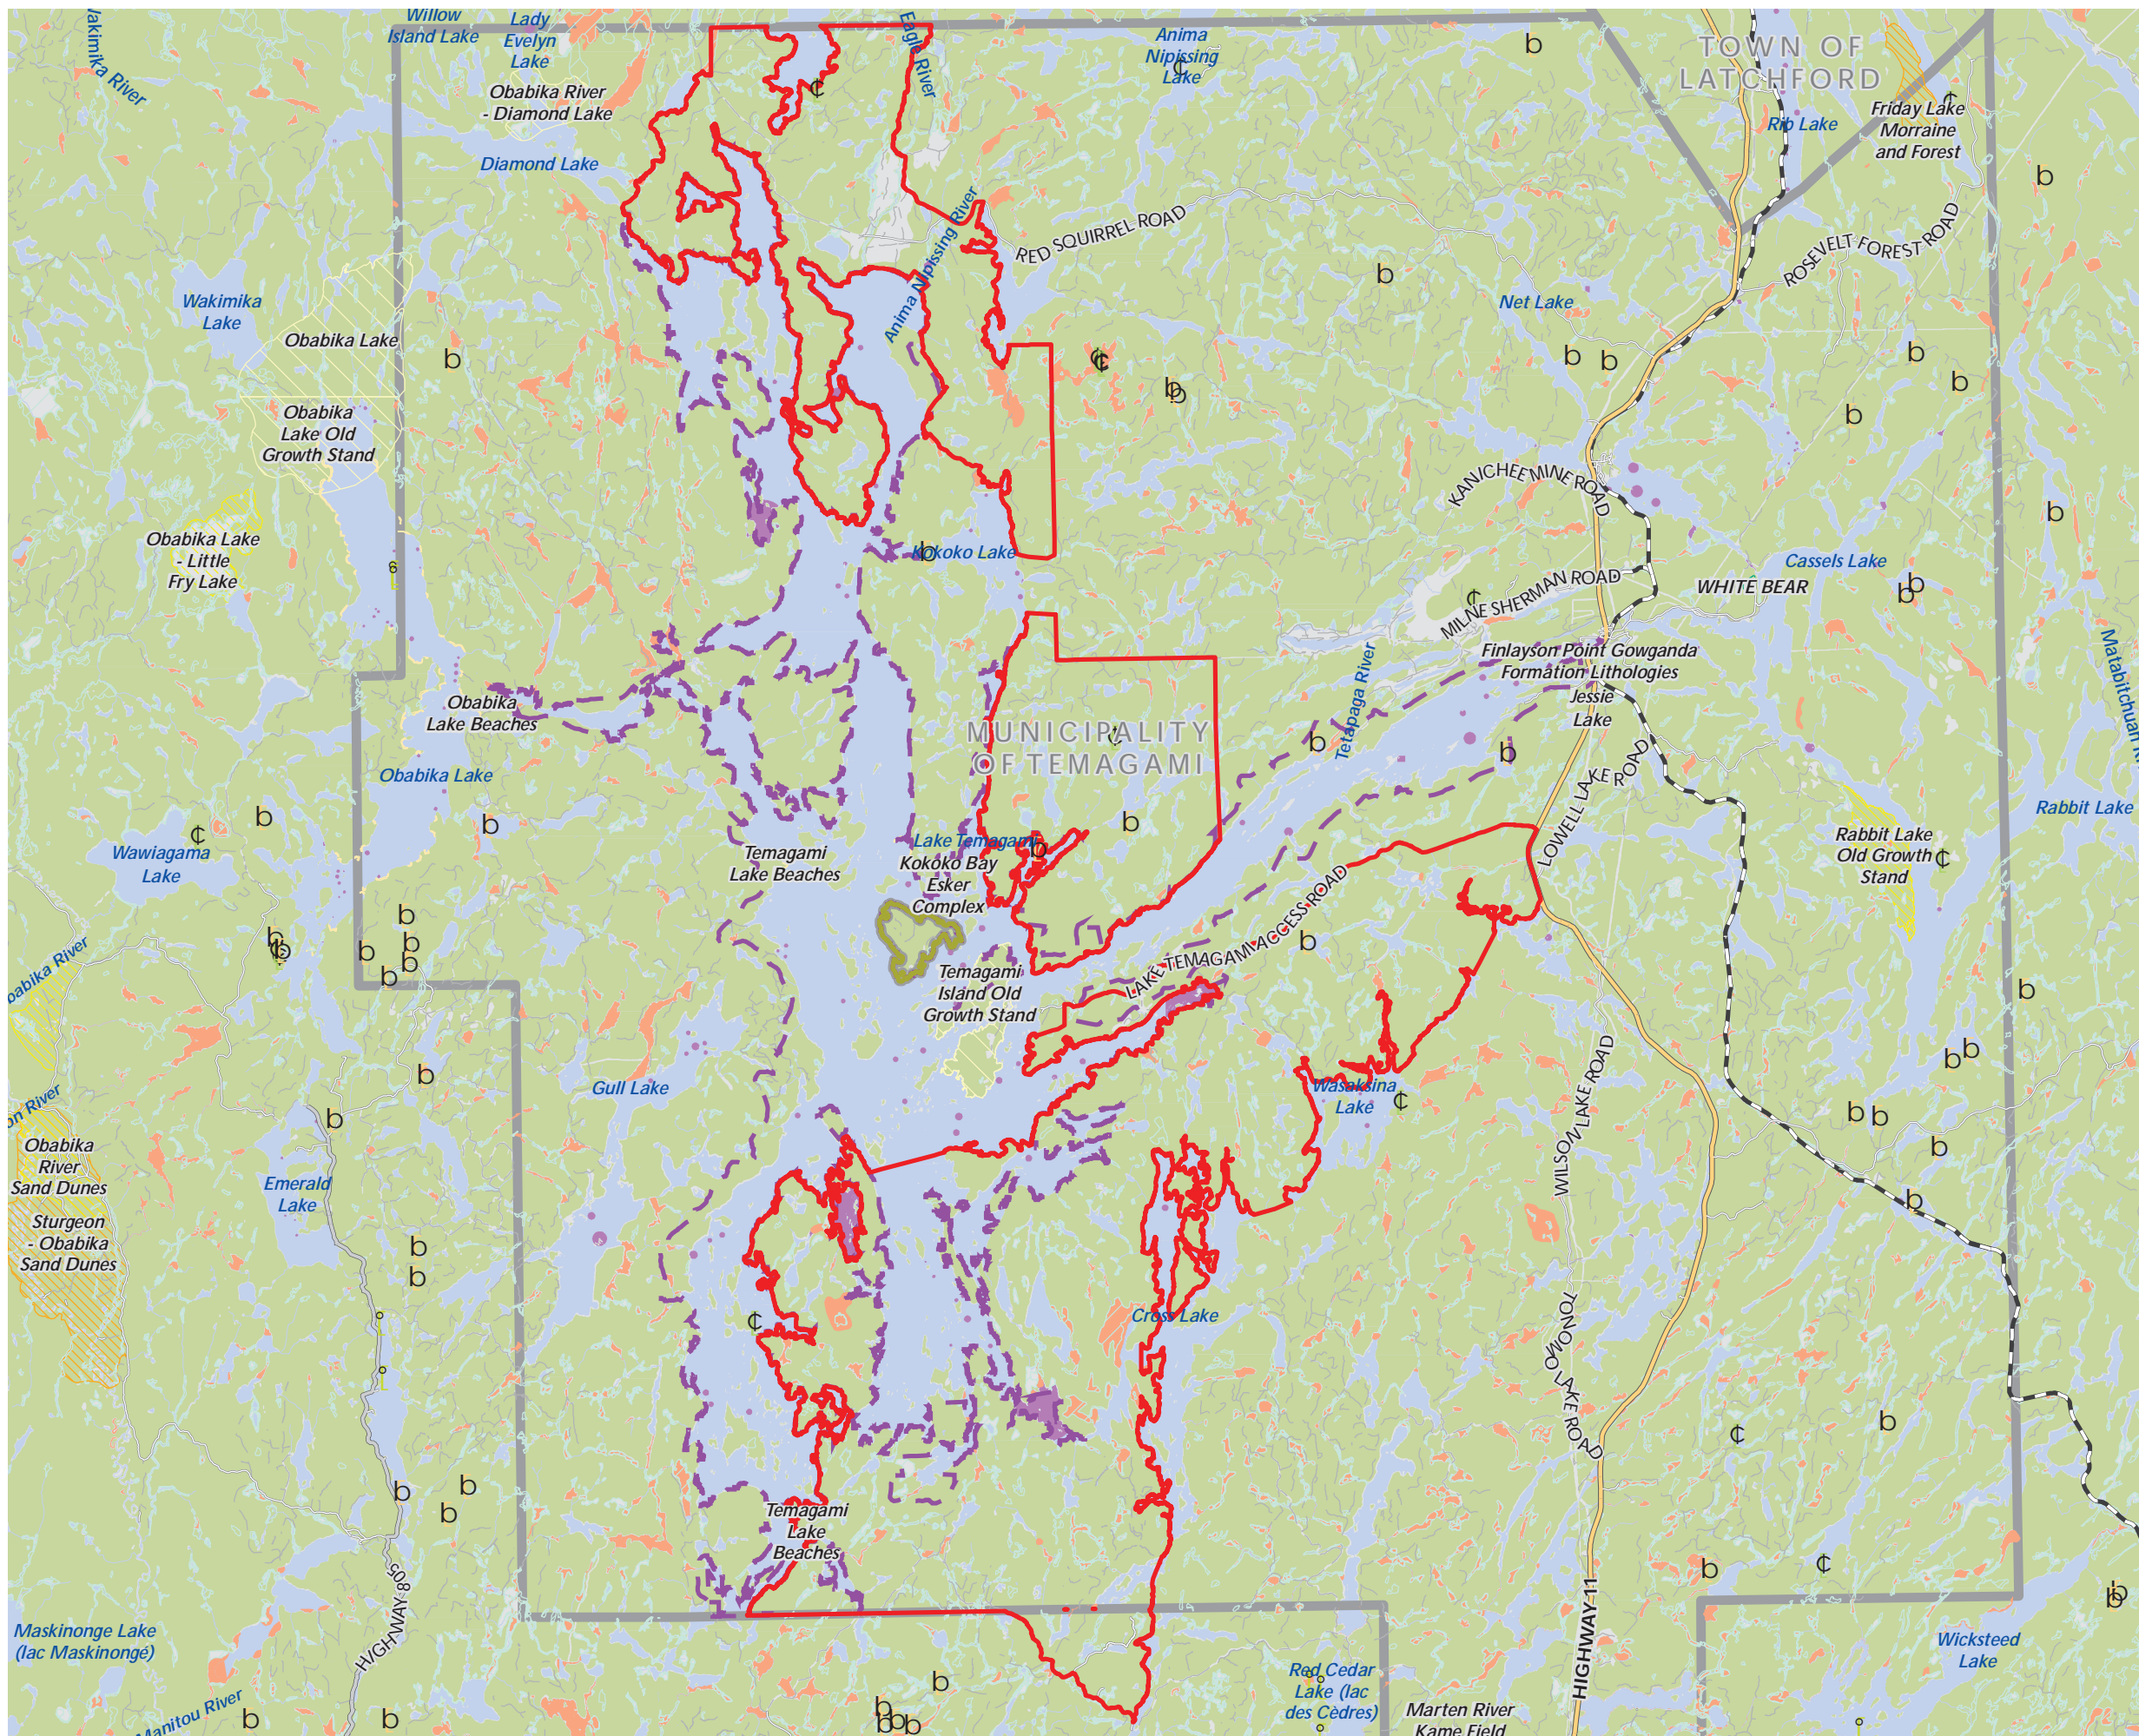 Wakimika River
Willow
Island Lake
Lady
Evelyn
Lake
Eagle River
Anima
Nipissing
Lake
TOWN OF
LATCHFORD
Obabika River
- Diamond Lake
Friday Lake
Morraine
and Forest
Rib Lake
Diamond Lake
Anima Nipissing River
RED SQUIRREL ROAD
ROSEVELT FOREST ROAD
Wakimika
Lake
Net Lake
Obabika Lake
Obabika
Lake Old
Growth Stand
KANICHEE MINE ROAD
Obabika Lake
- Little
Fry Lake
Kokoko Lake
Cassels Lake
MILNE SHERMAN ROAD
WHITE BEAR
Finlayson Point Gowganda
Formation Lithologies
Jessie
Lake
Tetapaga River
Matabitchuan
Obabika
Lake Beaches
MUNICIPALITY
OF TEMAGAMI
Obabika Lake
LOWELL LAKE ROAD
Rabbit Lake
Wawiagama
Lake
Temagami
Lake Beaches
Lake Temagami
Kokoko Bay
Esker
Complex
Rabbit Lake
Old Growth
Stand
LAKE TEMAGAMI ACCESS ROAD
Temagami
Island Old
Growth Stand
abika River
on River
Gull Lake
Wasaksina
Lake
WILSON LAKE ROAD
Obabika
River
Sand Dunes
Emerald
Lake
Sturgeon
- Obabika
Sand Dunes
Cross Lake
TONOMO LAKE ROAD
Temagami
Lake
Beaches
HIGHWAY 805
HIGHWAY 11
Maskinonge Lake
(lac Maskinongé)
Manitou River
Red Cedar
Lake (lac
des Cèdres)
Wicksteed
Lake
Marten River
Kame Field